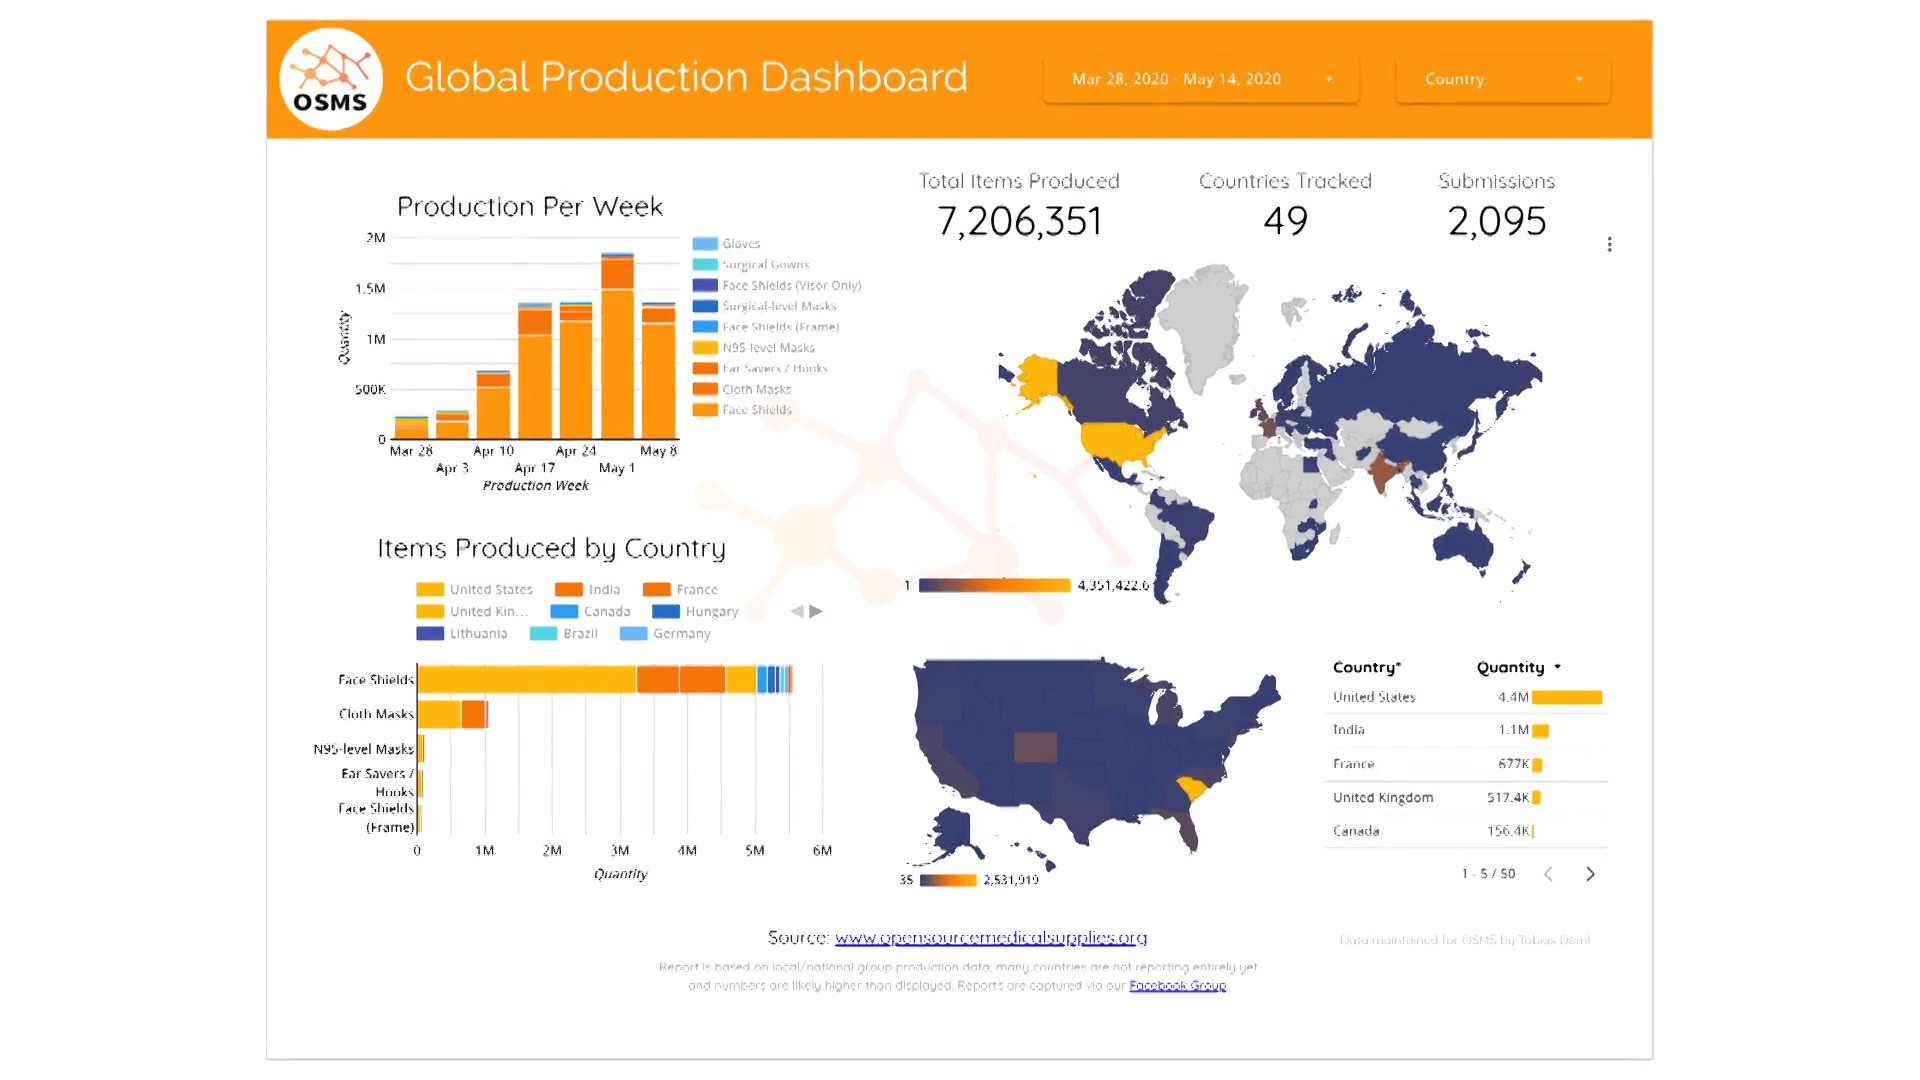 OSMS
Global Production Dashboard
Mar 28, 2020 - May 14, 2020
Country
Total Items Produced
7,206,351
Countries Tracked
49
Submissions
2,095
Production Per Week
2M
1.5M
1M
500K
0
Quantity
Mar 28
Apr 3
Apr 10
Apr 17
Apr 24
May 1
May 8
Production Week
Gloves
Surgical Gowns
Face Shields (Visor Only)
Surgical-level Masks
Face Shields (Frame)
N95-level Masks
Ear Savers / Hooks
Cloth Masks
Face Shields
1
4,351,422.6
Items Produced by Country
United States
India
France
United Kin...
Canada
Hungary
Lithuania
Brazil
Germany
Face Shields
Cloth Masks
N95-level Masks
Ear Savers /
Hooks
Face Shields
(Frame)
0
1M
2M
3M
4M
5M
6M
Quantity
35
2,531,919
Country*
Quantity
United States
4.4M
India
1.1M
France
677K
United Kingdom
517.4K
Canada
156.4K
1 - 5 / 50
Source: www.opensourcemedicalsupplies.org
Data maintained for OSMS by Tobias Deml
Report is based on local/national group production data; many countries are not reporting entirely yet
and numbers are likely higher than displayed. Reports are captured via our Facebook Group